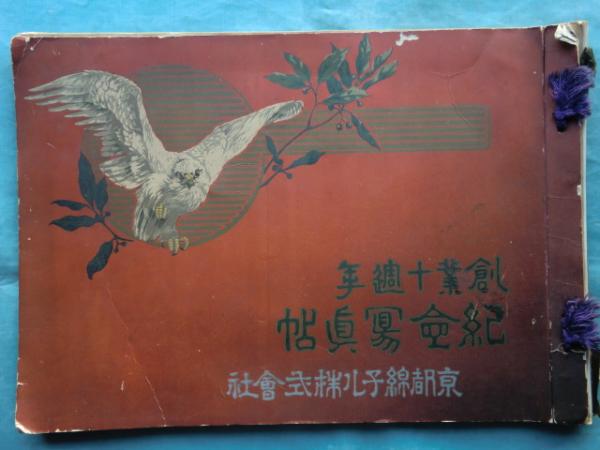 創業十週年
紀念寫眞帖
京都綿子ル株式會社